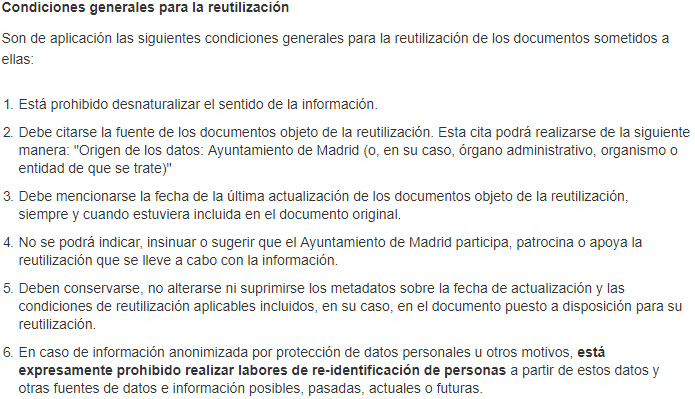 Condiciones generales para la reutilización
Son de aplicación las siguientes condiciones generales para la reutilización de los documentos sometidos a
ellas:
1. Está prohibido desnaturalizar el sentido de la información.
2. Debe citarse la fuente de los documentos objeto de la reutilización. Esta cita podrá realizarse de la siguiente
manera: "Origen de los datos: Ayuntamiento de Madrid (o, en su caso, órgano administrativo, organismo o
entidad de que se trate)"
3. Debe mencionarse la fecha de la última actualización de los documentos objeto de la reutilización,
siempre y cuando estuviera incluida en el documento original.
4. No se podrá indicar, insinuar o sugerir que el Ayuntamiento de Madrid participa, patrocina o apoya la
reutilización que se lleve a cabo con la información.
5. Deben conservarse, no alterarse ni suprimirse los metadatos sobre la fecha de actualización y las
condiciones de reutilización aplicables incluidos, en su caso, en el documento puesto a disposición para su
reutilización.
6. En caso de información anonimizada por protección de datos personales u otros motivos, está
expresamente prohibido realizar labores de re-identificación de personas a partir de estos datos y
otras fuentes de datos e información posibles, pasadas, actuales o futuras.